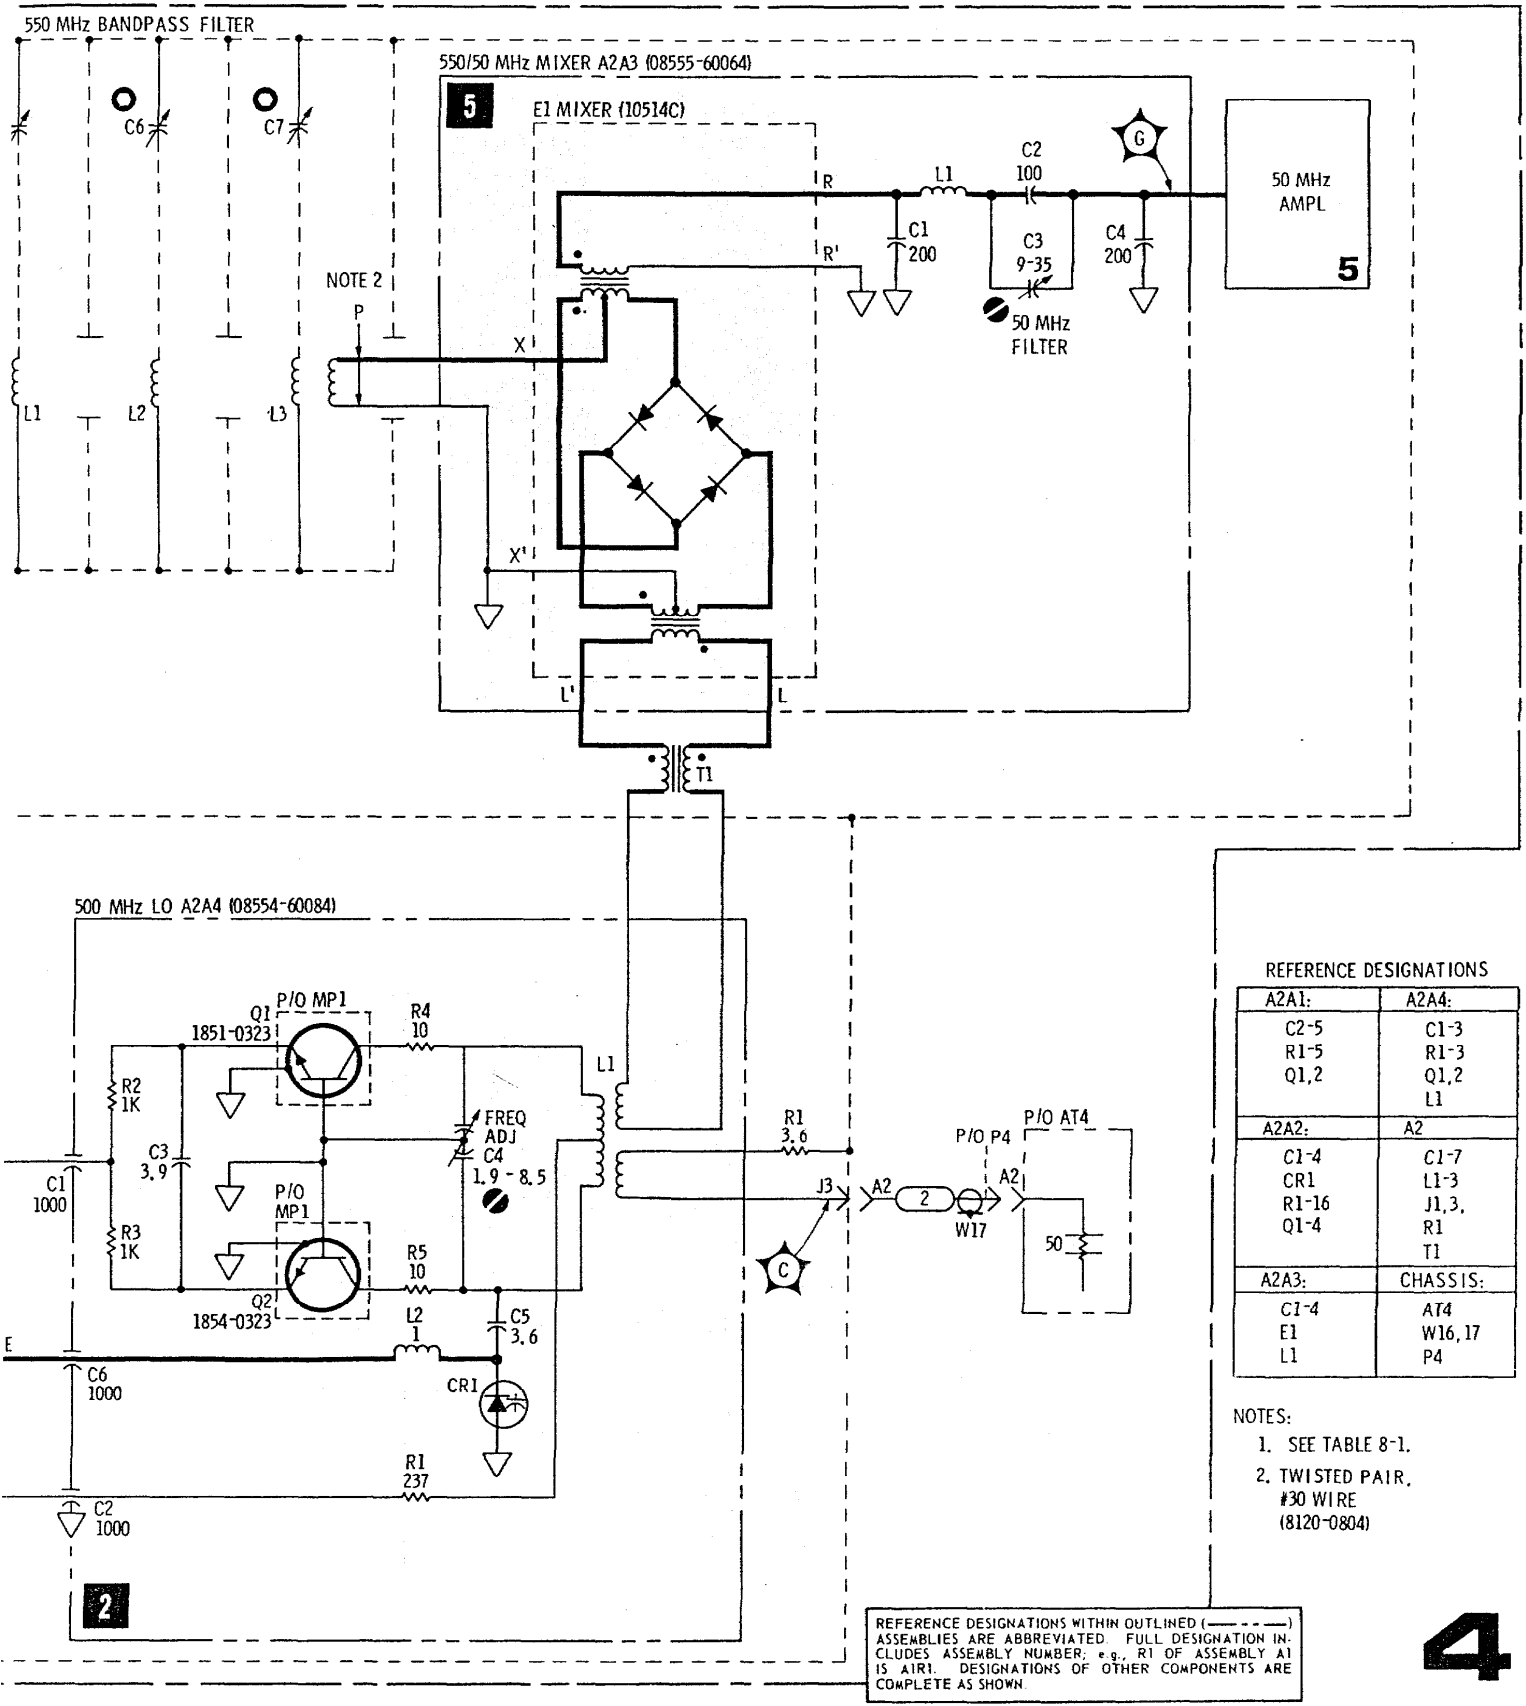 550 MHz BANDPASS FILTER
550/50 MHz MIXER A2A3 (08555-60064)
5
E1 MIXER (10514C)
C6
C7
G
C2
100
L1
R
50 MHz
AMPL
5
C1
200
R'
C3
9-35
C4
200
50 MHz
FILTER
NOTE 2
P
X
L1
L2
L3
X'
L'
L
T1
500 MHz LO A2A4 (08554-60084)
P/O MP1
Q1
1851-0323
R4
10
L1
R2
1K
FREQ
ADJ
C4
1.9 - 8.5
C3
3.9
C1
1000
P/O
MP1
R3
1K
R5
10
Q2
1854-0323
L2
1
C5
3.6
E
C6
1000
CR1
R1
237
C2
1000
2
R1
3.6
P/O P4
P/O AT4
J3
A2
2
A2
W17
50
C
REFERENCE DESIGNATIONS
A2A1: A2A4:
C2-5 C1-3
R1-5 R1-3
Q1,2 Q1,2
L1
A2A2: A2
C1-4 C1-7
CR1 L1-3
R1-16 J1,3,
Q1-4 R1
T1
A2A3: CHASSIS:
C1-4 AT4
E1 W16,17
L1 P4
NOTES:
1. SEE TABLE 8-1.
2. TWISTED PAIR.
#30 WIRE
(8120-0804)
REFERENCE DESIGNATIONS WITHIN OUTLINED (— - - —)
ASSEMBLIES ARE ABBREVIATED. FULL DESIGNATION IN-
CLUDES ASSEMBLY NUMBER; e.g., R1 OF ASSEMBLY A1
IS A1R1. DESIGNATIONS OF OTHER COMPONENTS ARE
COMPLETE AS SHOWN.
4